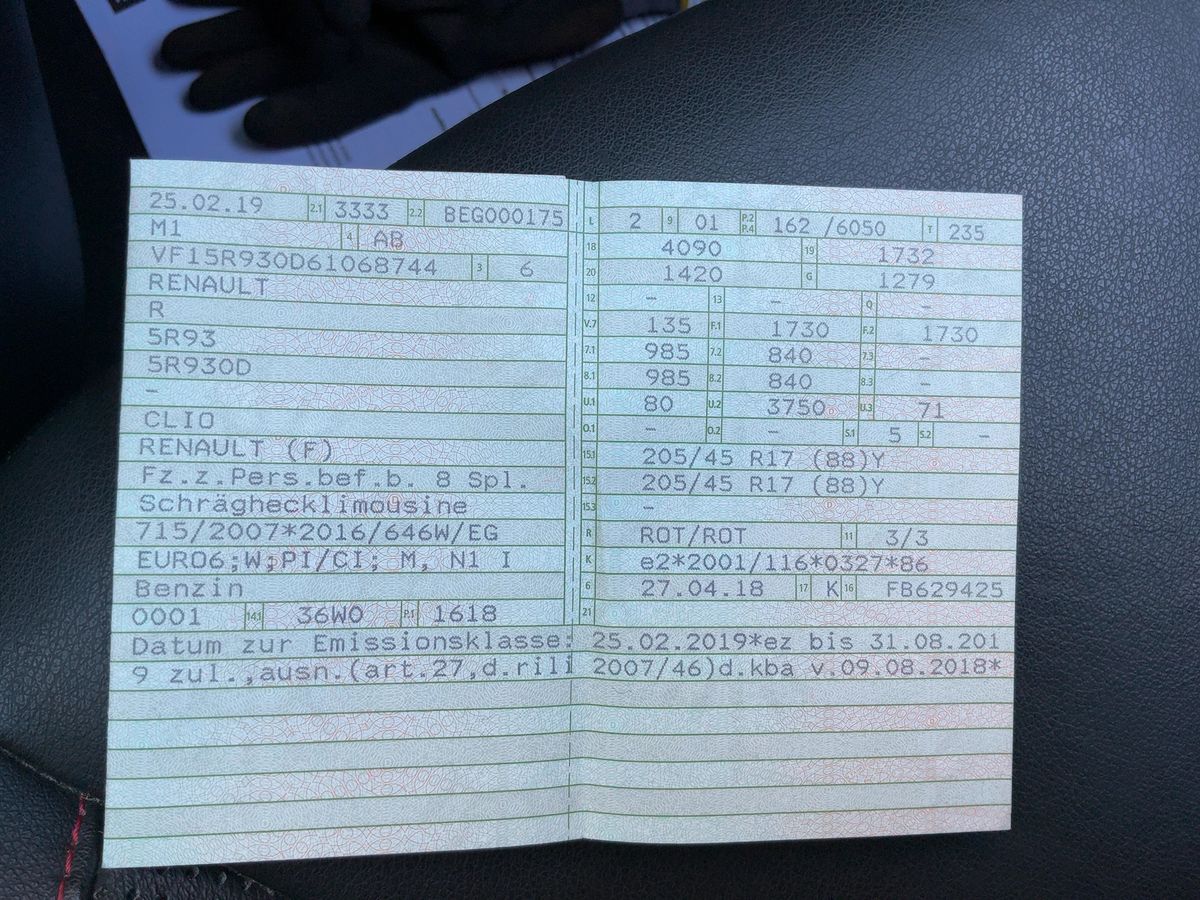 25.02.19 2.1 3333 2.2 BEG000175
M1 4 AB
VF15R930D61068744 3 6
RENAULT
R
5R93
5R930D
–
CLIO
RENAULT (F)
Fz.z.Pers.bef.b. 8 Spl.
Schräghecklimousine
715/2007*2016/646W/EG
EURO6;W;PI/CI; M, N1 I
Benzin
0001 14.1 36W0 P.1 1618
L 2 9 01 P.2 P.4 162 /6050 T 235
18 4090 19 1732
20 1420 G 1279
12 – 13 – Q –
V.7 135 F.1 1730 F.2 1730
7.1 985 7.2 840 7.3 –
8.1 985 8.2 840 8.3 –
U.1 80 U.2 3750 U.3 71
O.1 – O.2 – S.1 5 S.2 –
15.1 205/45 R17 (88)Y
15.2 205/45 R17 (88)Y
15.3 –
R ROT/ROT 11 3/3
K e2*2001/116*0327*86
6 27.04.18 17 K 16 FB629425
21
Datum zur Emissionsklasse: 25.02.2019*ez bis 31.08.201
9 zul.,ausn.(art.27,d.rili 2007/46)d.kba v.09.08.2018*